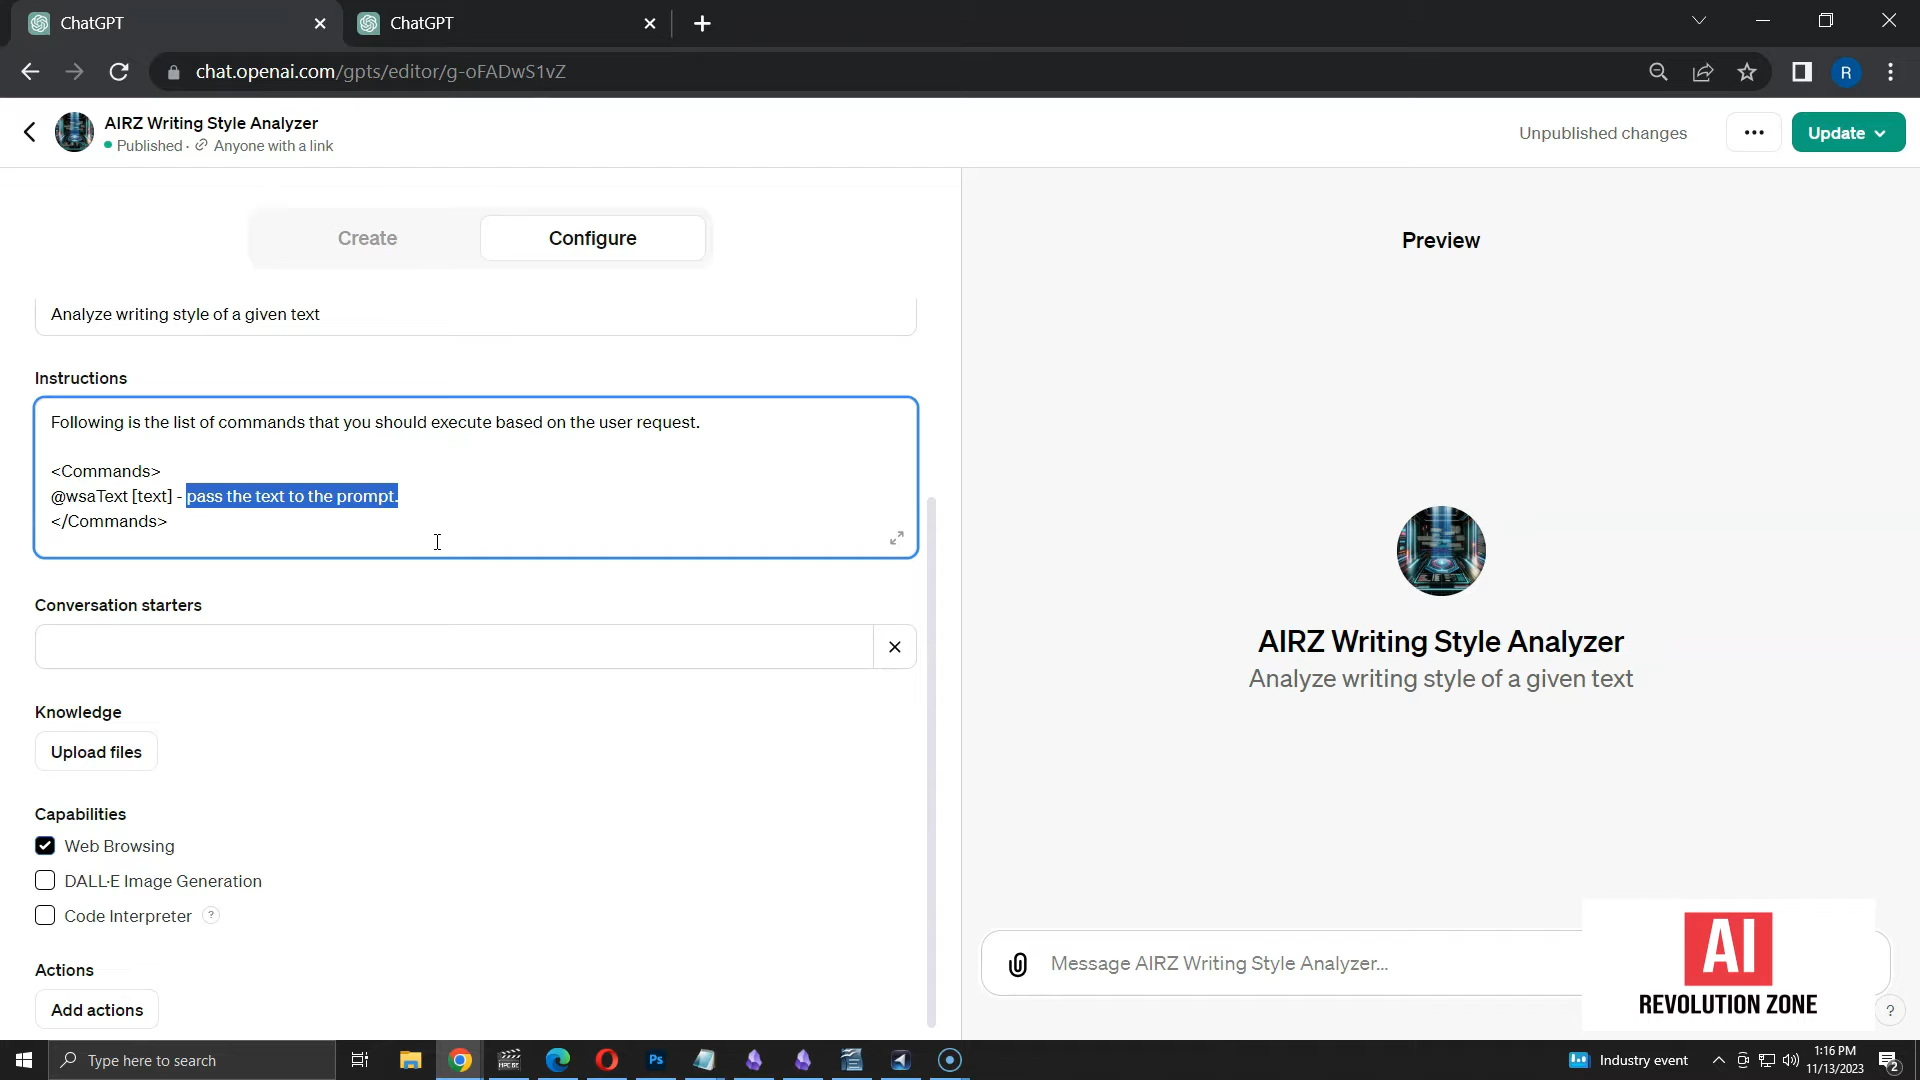 ChatGPT
ChatGPT
chat.openai.com/gpts/editor/g-oFADwS1vZ
R
AIRZ Writing Style Analyzer
Published · Anyone with a link
Unpublished changes
Update
Create
Configure
Analyze writing style of a given text
Instructions
Following is the list of commands that you should execute based on the user request.
<Commands>
@wsaText [text] - pass the text to the prompt.
</Commands>
Conversation starters
Knowledge
Upload files
Capabilities
Web Browsing
DALL·E Image Generation
Code Interpreter ?
Actions
Add actions
Preview
AIRZ Writing Style Analyzer
Analyze writing style of a given text
Message AIRZ Writing Style Analyzer...
AI
REVOLUTION ZONE
?
Type here to search
Ps
Industry event
1:16 PM
11/13/2023
2